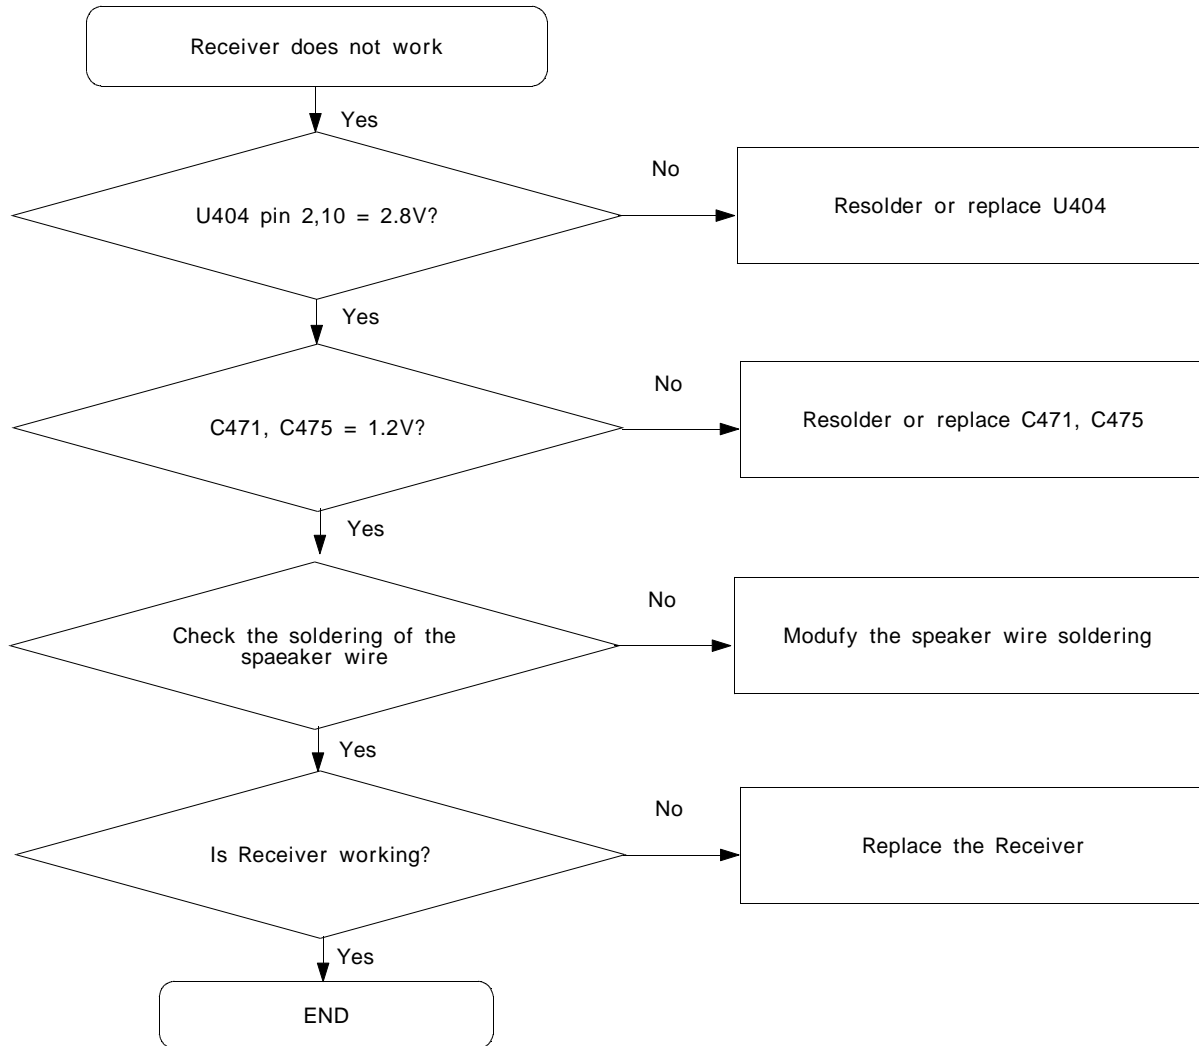 Receiver does not work
Yes
U404 pin 2,10 = 2.8V?
No
Resolder or replace U404
Yes
C471, C475 = 1.2V?
No
Resolder or replace C471, C475
Yes
Check the soldering of the
spaeaker wire
No
Modufy the speaker wire soldering
Yes
Is Receiver working?
No
Replace the Receiver
Yes
END